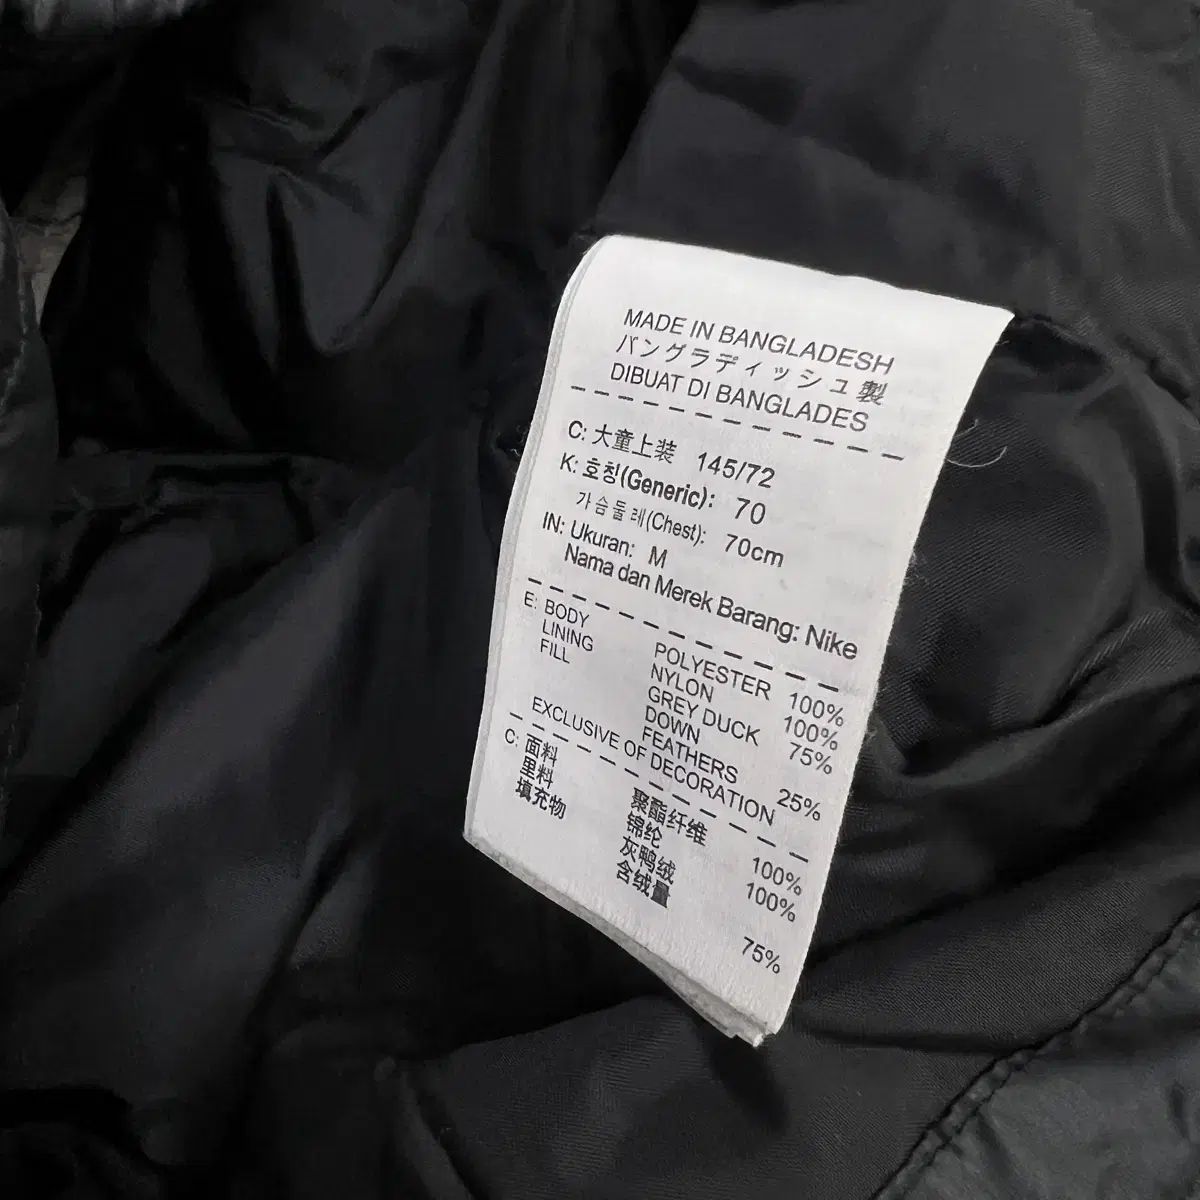 MADE IN BANGLADESH
バングラディッシュ製
DIBUAT DI BANGLADES
C: 大童上装 145/72
K: 호칭(Generic): 70
가슴둘레(Chest): 70cm
IN: Ukuran: M
Nama dan Merek Barang: Nike
E: BODY POLYESTER 100%
LINING NYLON 100%
FILL GREY DUCK 75%
DOWN
FEATHERS 25%
EXCLUSIVE OF DECORATION
C: 面料 聚酯纤维 100%
里料 锦纶 100%
填充物 灰鸭绒
含绒量 75%